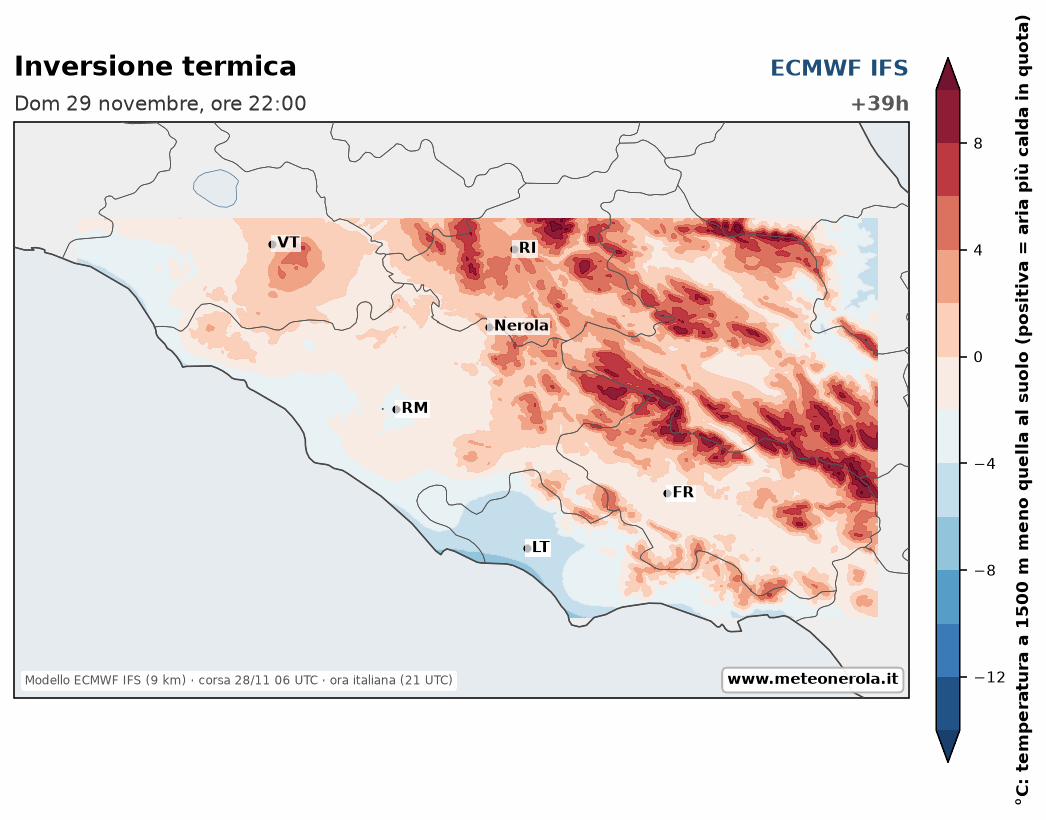 Inversione termica
ECMWF IFS
Dom 29 novembre, ore 22:00
+39h
VT
RI
Nerola
RM
FR
LT
8
4
0
−4
−8
−12
°C: temperatura a 1500 m meno quella al suolo (positiva = aria più calda in quota)
Modello ECMWF IFS (9 km) · corsa 28/11 06 UTC · ora italiana (21 UTC)
www.meteonerola.it